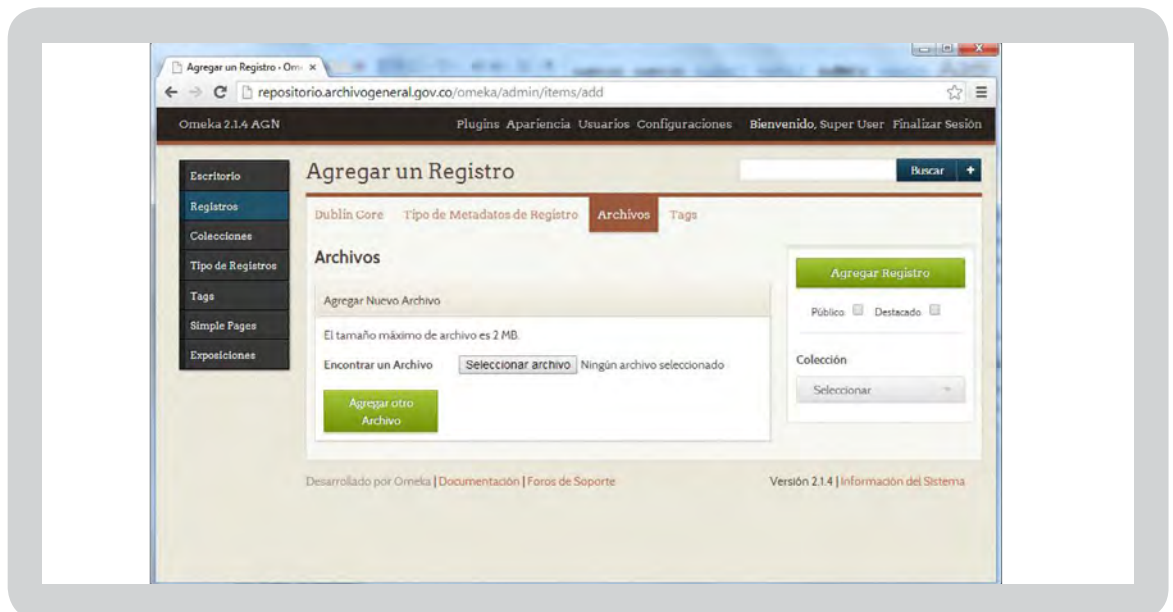 Agregar un Registro · Om
repositorio.archivogeneral.gov.co/omeka/admin/items/add
Omeka 2.1.4 AGN Plugins Apariencia Usuarios Configuraciones Bienvenido, Super User Finalizar Sesión
Agregar un Registro Buscar +
Escritorio
Registros
Colecciones
Tipo de Registros
Tags
Simple Pages
Exposiciones
Dublin Core Tipo de Metadatos de Registro Archivos Tags
Archivos
Agregar Nuevo Archivo
El tamaño máximo de archivo es 2 MB.
Encontrar un Archivo Seleccionar archivo Ningún archivo seleccionado
Agregar otro
Archivo
Agregar Registro
Público Destacado
Colección
Seleccionar
Desarrollado por Omeka | Documentación | Foros de Soporte Versión 2.1.4 | Información del Sistema